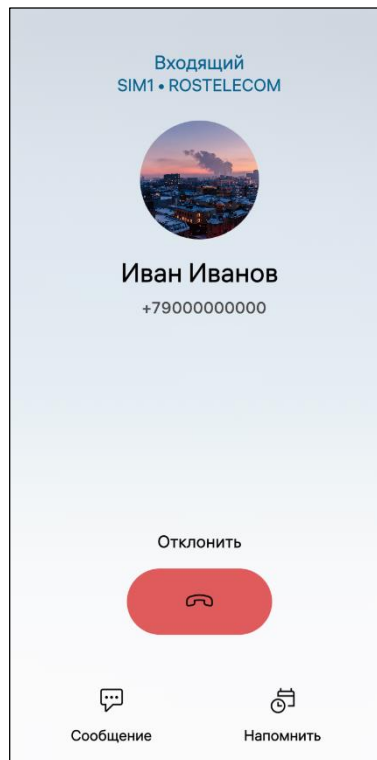 Входящий
SIM1 • ROSTELECOM
Иван Иванов
+79000000000
Отклонить
Сообщение
Напомнить